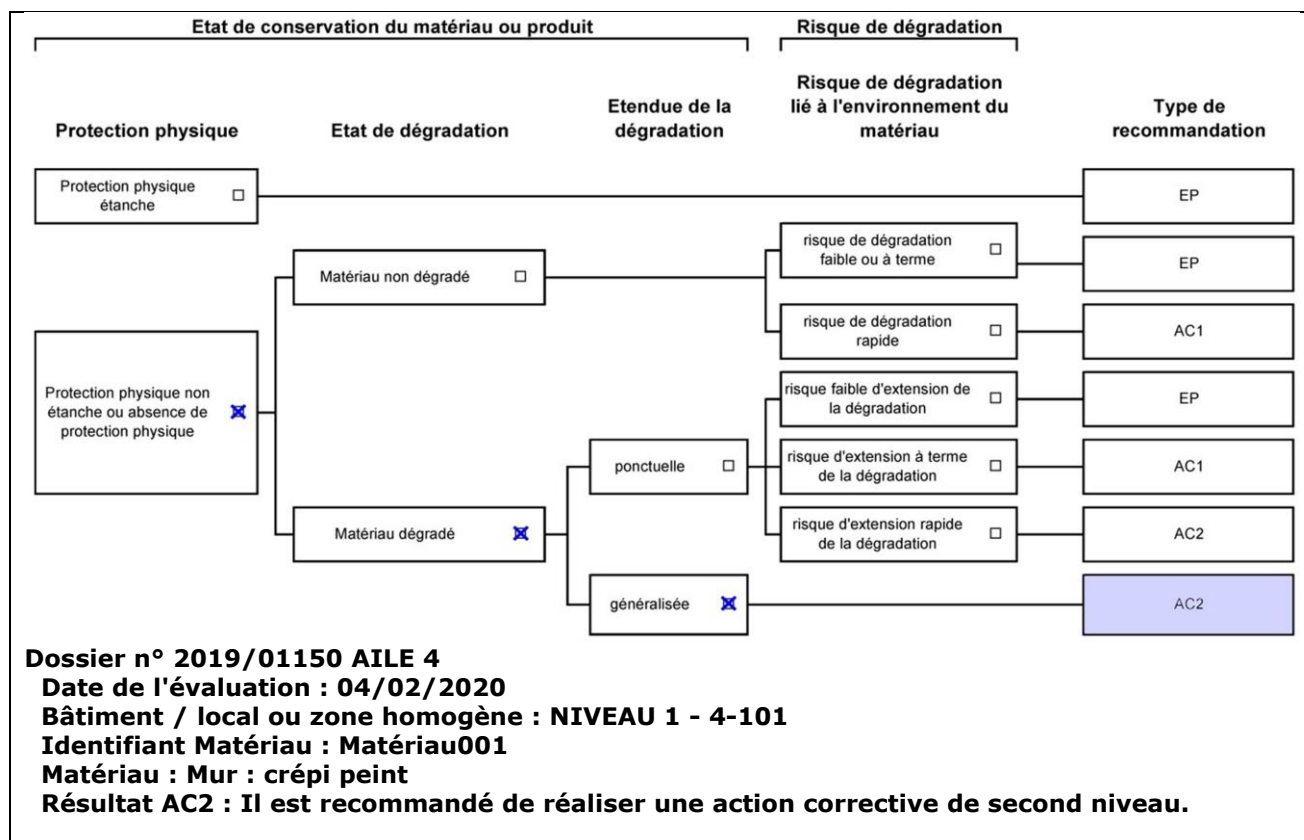 Etat de conservation du matériau ou produit
Risque de dégradation
Protection physique
Etat de dégradation
Etendue de la
dégradation
Risque de dégradation
lié à l'environnement du
matériau
Type de
recommandation
Protection physique
étanche
EP
Matériau non dégradé
risque de dégradation
faible ou à terme
EP
risque de dégradation
rapide
AC1
Protection physique non
étanche ou absence de
protection physique
risque faible d'extension de
la dégradation
EP
ponctuelle
risque d'extension à terme
de la dégradation
AC1
Matériau dégradé
risque d'extension rapide
de la dégradation
AC2
généralisée
AC2
Dossier n° 2019/01150 AILE 4
Date de l'évaluation : 04/02/2020
Bâtiment / local ou zone homogène : NIVEAU 1 - 4-101
Identifiant Matériau : Matériau001
Matériau : Mur : crépi peint
Résultat AC2 : Il est recommandé de réaliser une action corrective de second niveau.